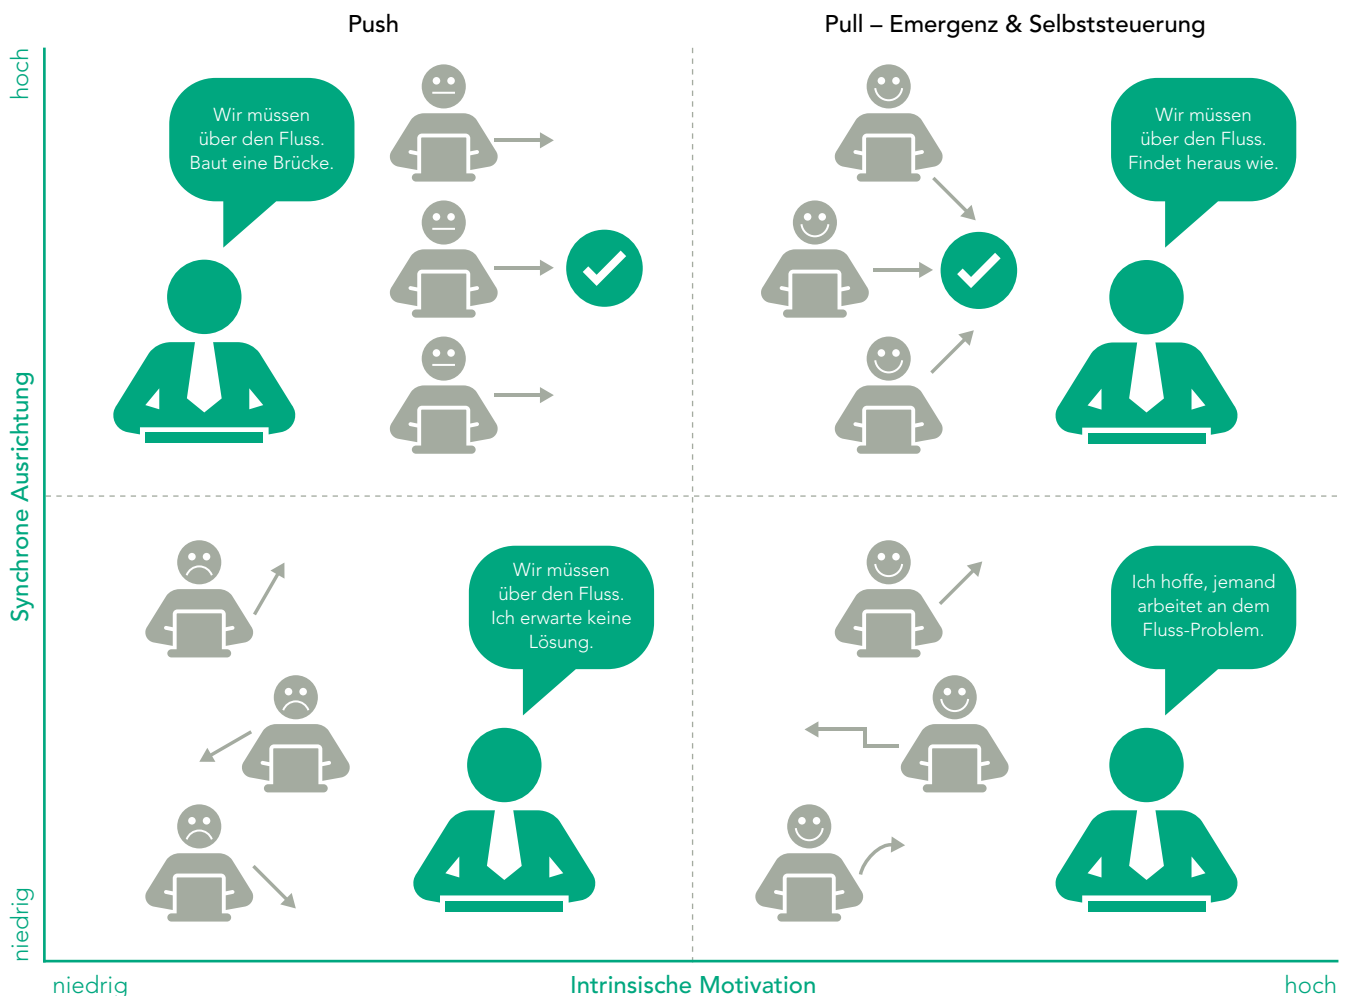 Push
Pull – Emergenz & Selbststeuerung
hoch
Wir müssen
über den Fluss.
Baut eine Brücke.
Wir müssen
über den Fluss.
Findet heraus wie.
Synchrone Ausrichtung
Wir müssen
über den Fluss.
Ich erwarte keine
Lösung.
Ich hoffe, jemand
arbeitet an dem
Fluss-Problem.
niedrig
niedrig
Intrinsische Motivation
hoch